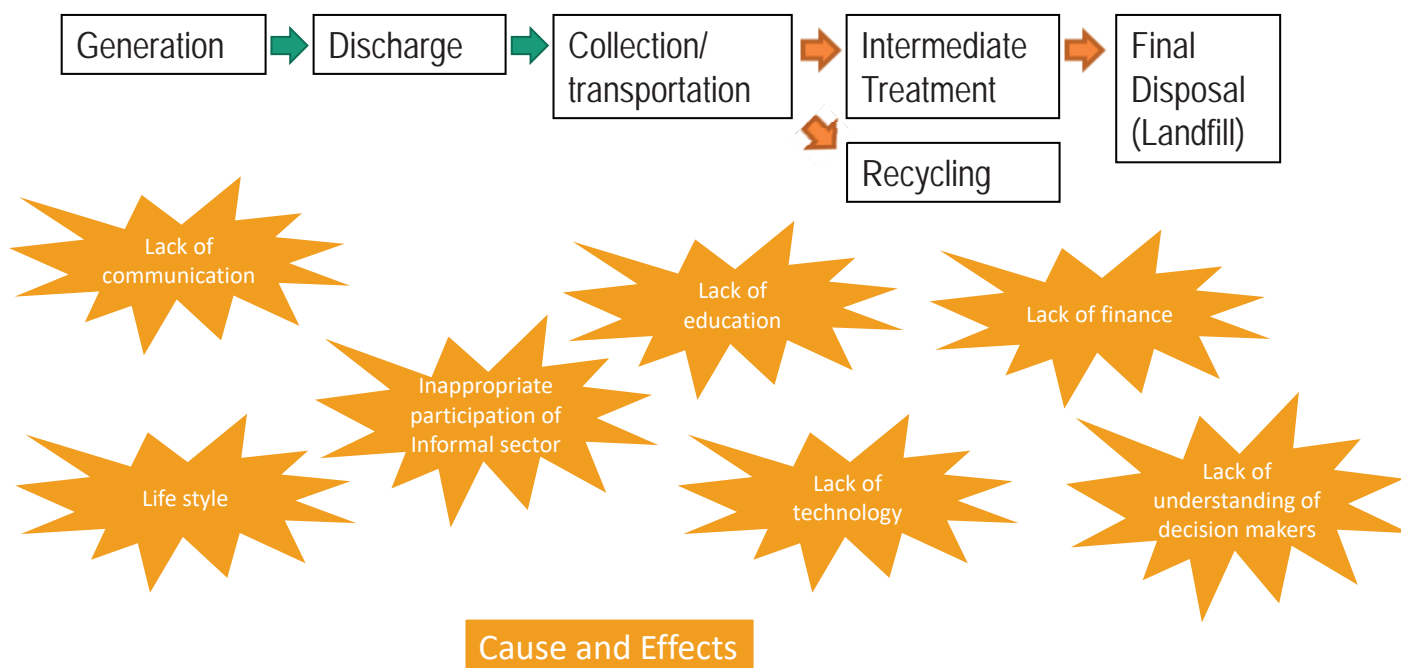 Generation
Discharge
Collection/
transportation
Intermediate
Treatment
Final
Disposal
(Landfill)
Recycling
Lack of
communication
Lack of
education
Lack of finance
Inappropriate
participation of
Informal sector
Life style
Lack of
technology
Lack of
understanding of
decision makers
Cause and Effects